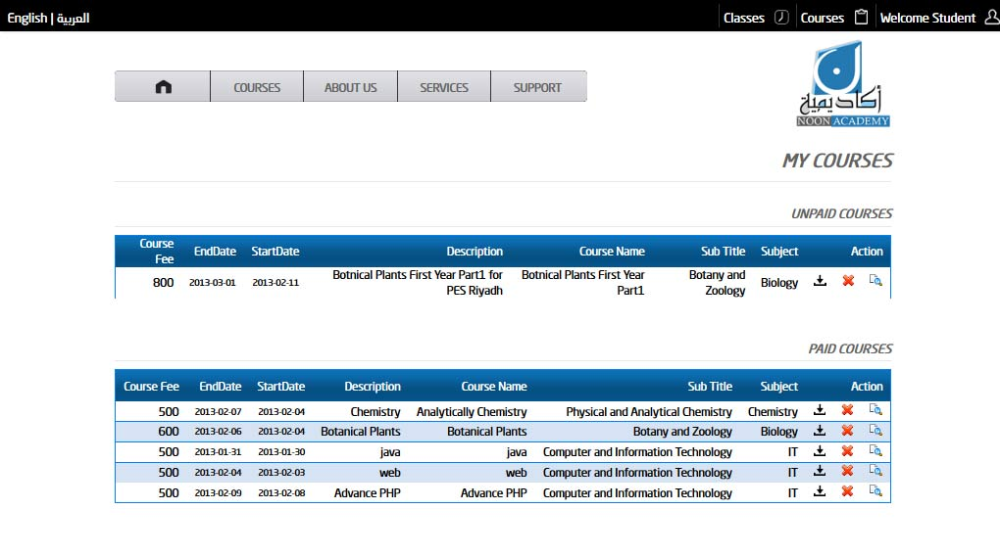 English | العربية
Classes Courses Welcome Student
COURSES ABOUT US SERVICES SUPPORT
أكاديمية
NOON ACADEMY
MY COURSES
UNPAID COURSES
Course Fee EndDate StartDate Description Course Name Sub Title Subject Action
800 2013-03-01 2013-02-11 Botnical Plants First Year Part1 for PES Riyadh Botnical Plants First Year Part1 Botany and Zoology Biology
PAID COURSES
Course Fee EndDate StartDate Description Course Name Sub Title Subject Action
500 2013-02-07 2013-02-04 Chemistry Analytically Chemistry Physical and Analytical Chemistry Chemistry
600 2013-02-06 2013-02-04 Botanical Plants Botanical Plants Botany and Zoology Biology
500 2013-01-31 2013-01-30 java java Computer and Information Technology IT
500 2013-02-04 2013-02-03 web web Computer and Information Technology IT
500 2013-02-09 2013-02-08 Advance PHP Advance PHP Computer and Information Technology IT